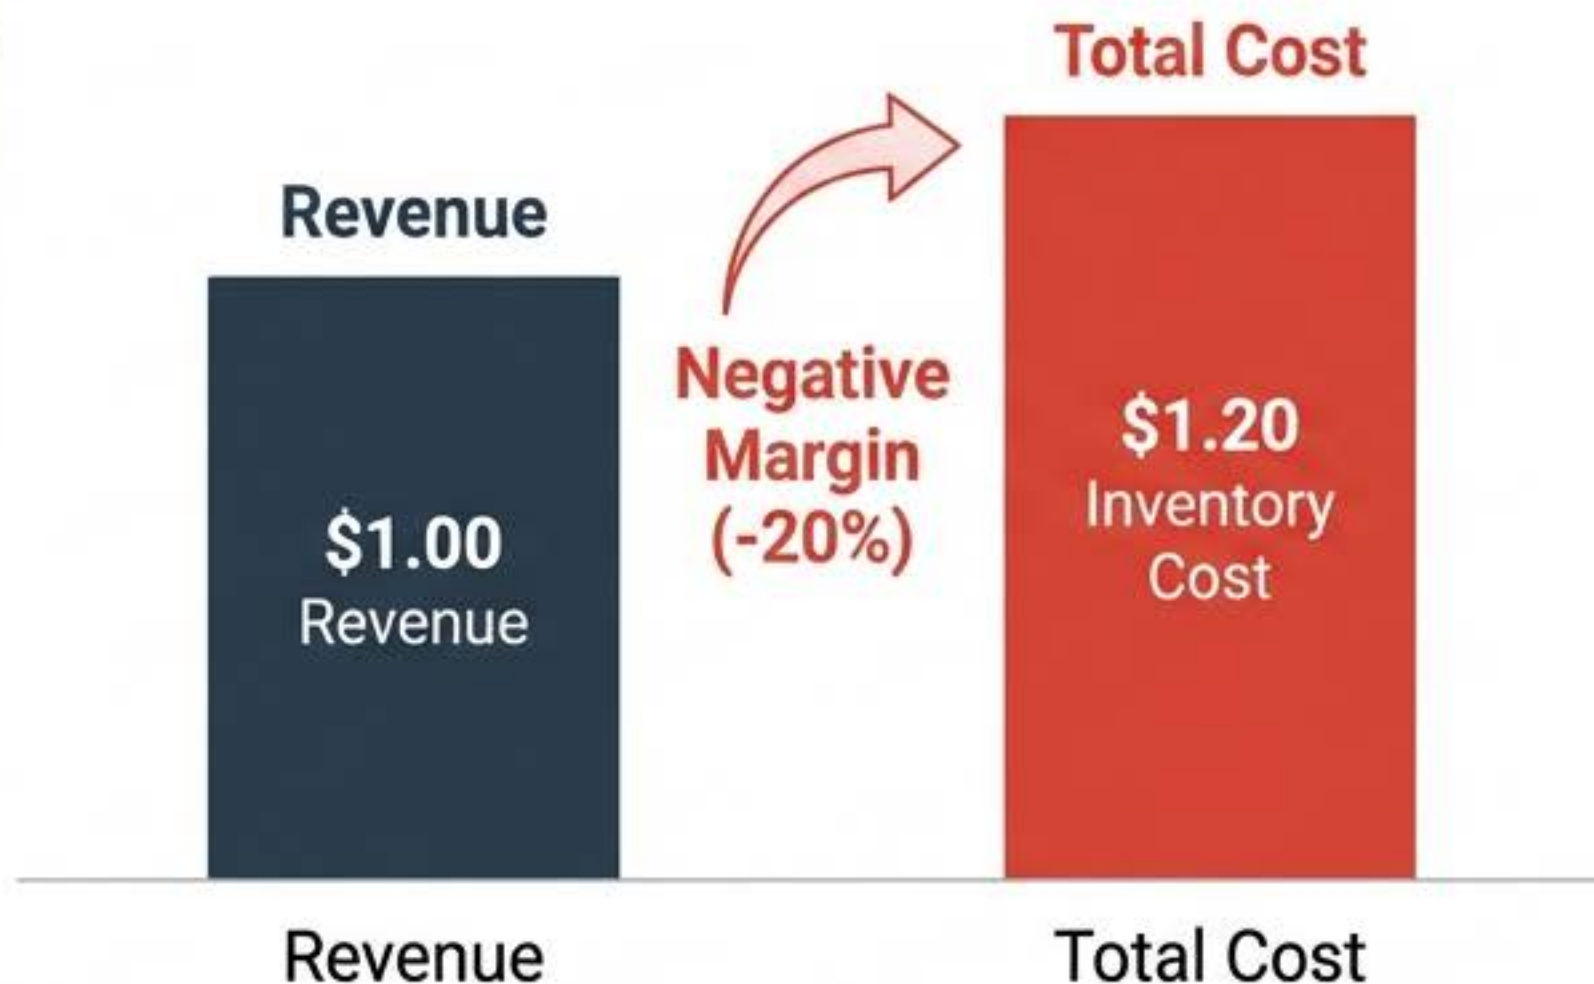 Total Cost
Revenue
Negative
Margin
(-20%)
$1.00
Revenue
$1.20
Inventory
Cost
Revenue
Total Cost